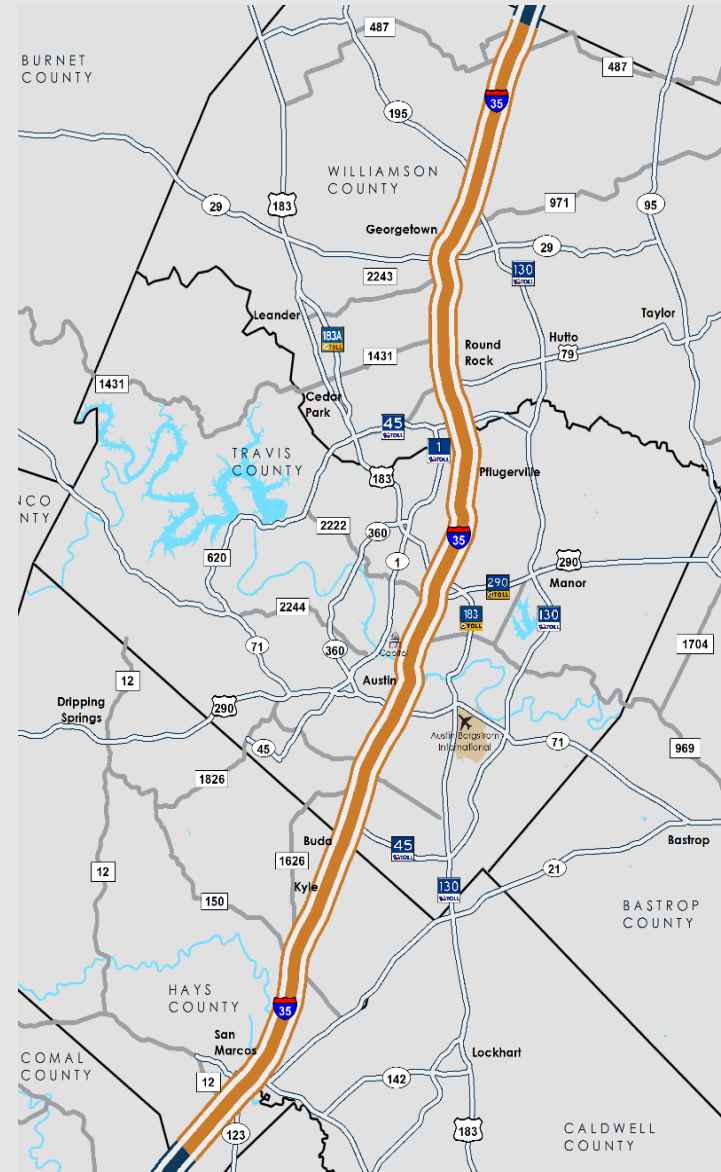 487
BURNET
COUNTY
487
35
195
WILLIAMSON
COUNTY
183
971
95
29
Georgetown
29
130
TOLL
2243
Leander
Taylor
183A
TOLL
Hutto
Round
Rock
79
1431
1431
Cedar
Park
45
TOLL
1
TOLL
TRAVIS
COUNTY
183
Pflugerville
NCO
NTY
2222
360
35
620
1
290
290
TOLL
Manor
2244
183
TOLL
130
TOLL
71
Capitol
360
1704
12
Austin
Dripping
Springs
290
Austin Bergstrom
International
71
45
969
1826
Buda
45
TOLL
Bastrop
1626
21
12
Kyle
130
TOLL
150
BASTROP
COUNTY
HAYS
COUNTY
35
San
Marcos
Lockhart
COMAL
COUNTY
12
142
123
183
CALDWELL
COUNTY